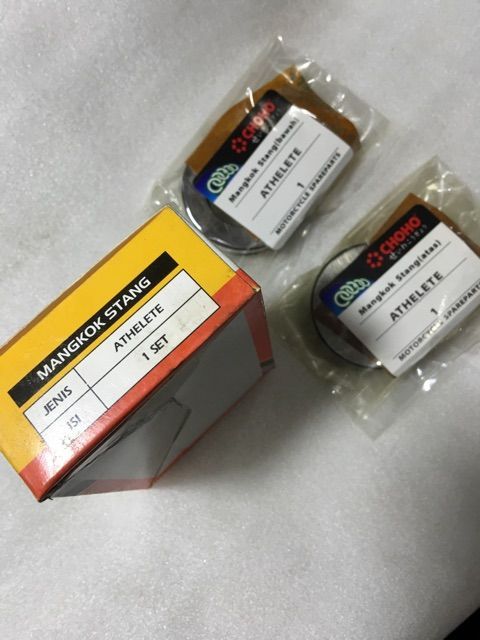 MANGKOK STANG
JENIS
ATHELETE
ISI
1 SET
CHOHO
Mangkok Stang(bawah)
ATHELETE
1
MOTORCYCLE SPAREPARTS
CHOHO
Mangkok Stang(atas)
ATHELETE
1
MOTORCYCLE SPAREPARTS